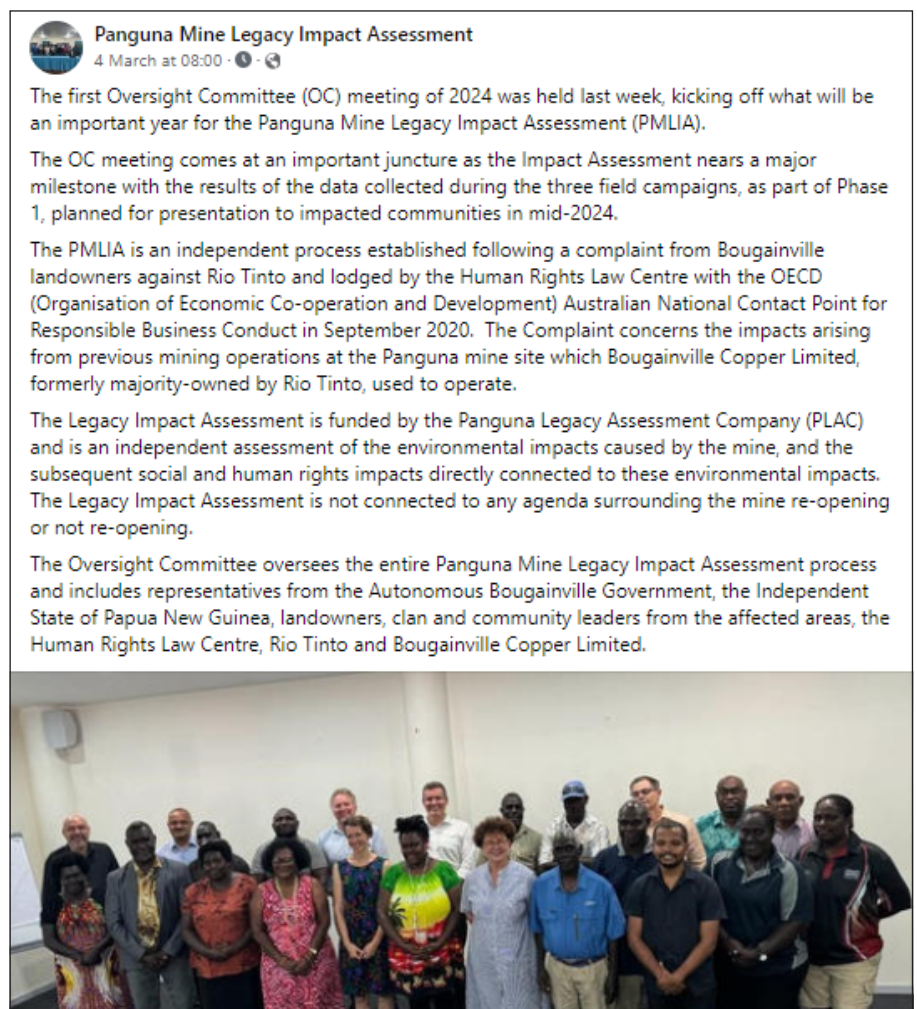 Panguna Mine Legacy Impact Assessment
4 March at 08:00 ·  ·
The first Oversight Committee (OC) meeting of 2024 was held last week, kicking off what will be
an important year for the Panguna Mine Legacy Impact Assessment (PMLIA).
The OC meeting comes at an important juncture as the Impact Assessment nears a major
milestone with the results of the data collected during the three field campaigns, as part of Phase
1, planned for presentation to impacted communities in mid-2024.
The PMLIA is an independent process established following a complaint from Bougainville
landowners against Rio Tinto and lodged by the Human Rights Law Centre with the OECD
(Organisation of Economic Co-operation and Development) Australian National Contact Point for
Responsible Business Conduct in September 2020. The Complaint concerns the impacts arising
from previous mining operations at the Panguna mine site which Bougainville Copper Limited,
formerly majority-owned by Rio Tinto, used to operate.
The Legacy Impact Assessment is funded by the Panguna Legacy Assessment Company (PLAC)
and is an independent assessment of the environmental impacts caused by the mine, and the
subsequent social and human rights impacts directly connected to these environmental impacts.
The Legacy Impact Assessment is not connected to any agenda surrounding the mine re-opening
or not re-opening.
The Oversight Committee oversees the entire Panguna Mine Legacy Impact Assessment process
and includes representatives from the Autonomous Bougainville Government, the Independent
State of Papua New Guinea, landowners, clan and community leaders from the affected areas, the
Human Rights Law Centre, Rio Tinto and Bougainville Copper Limited.